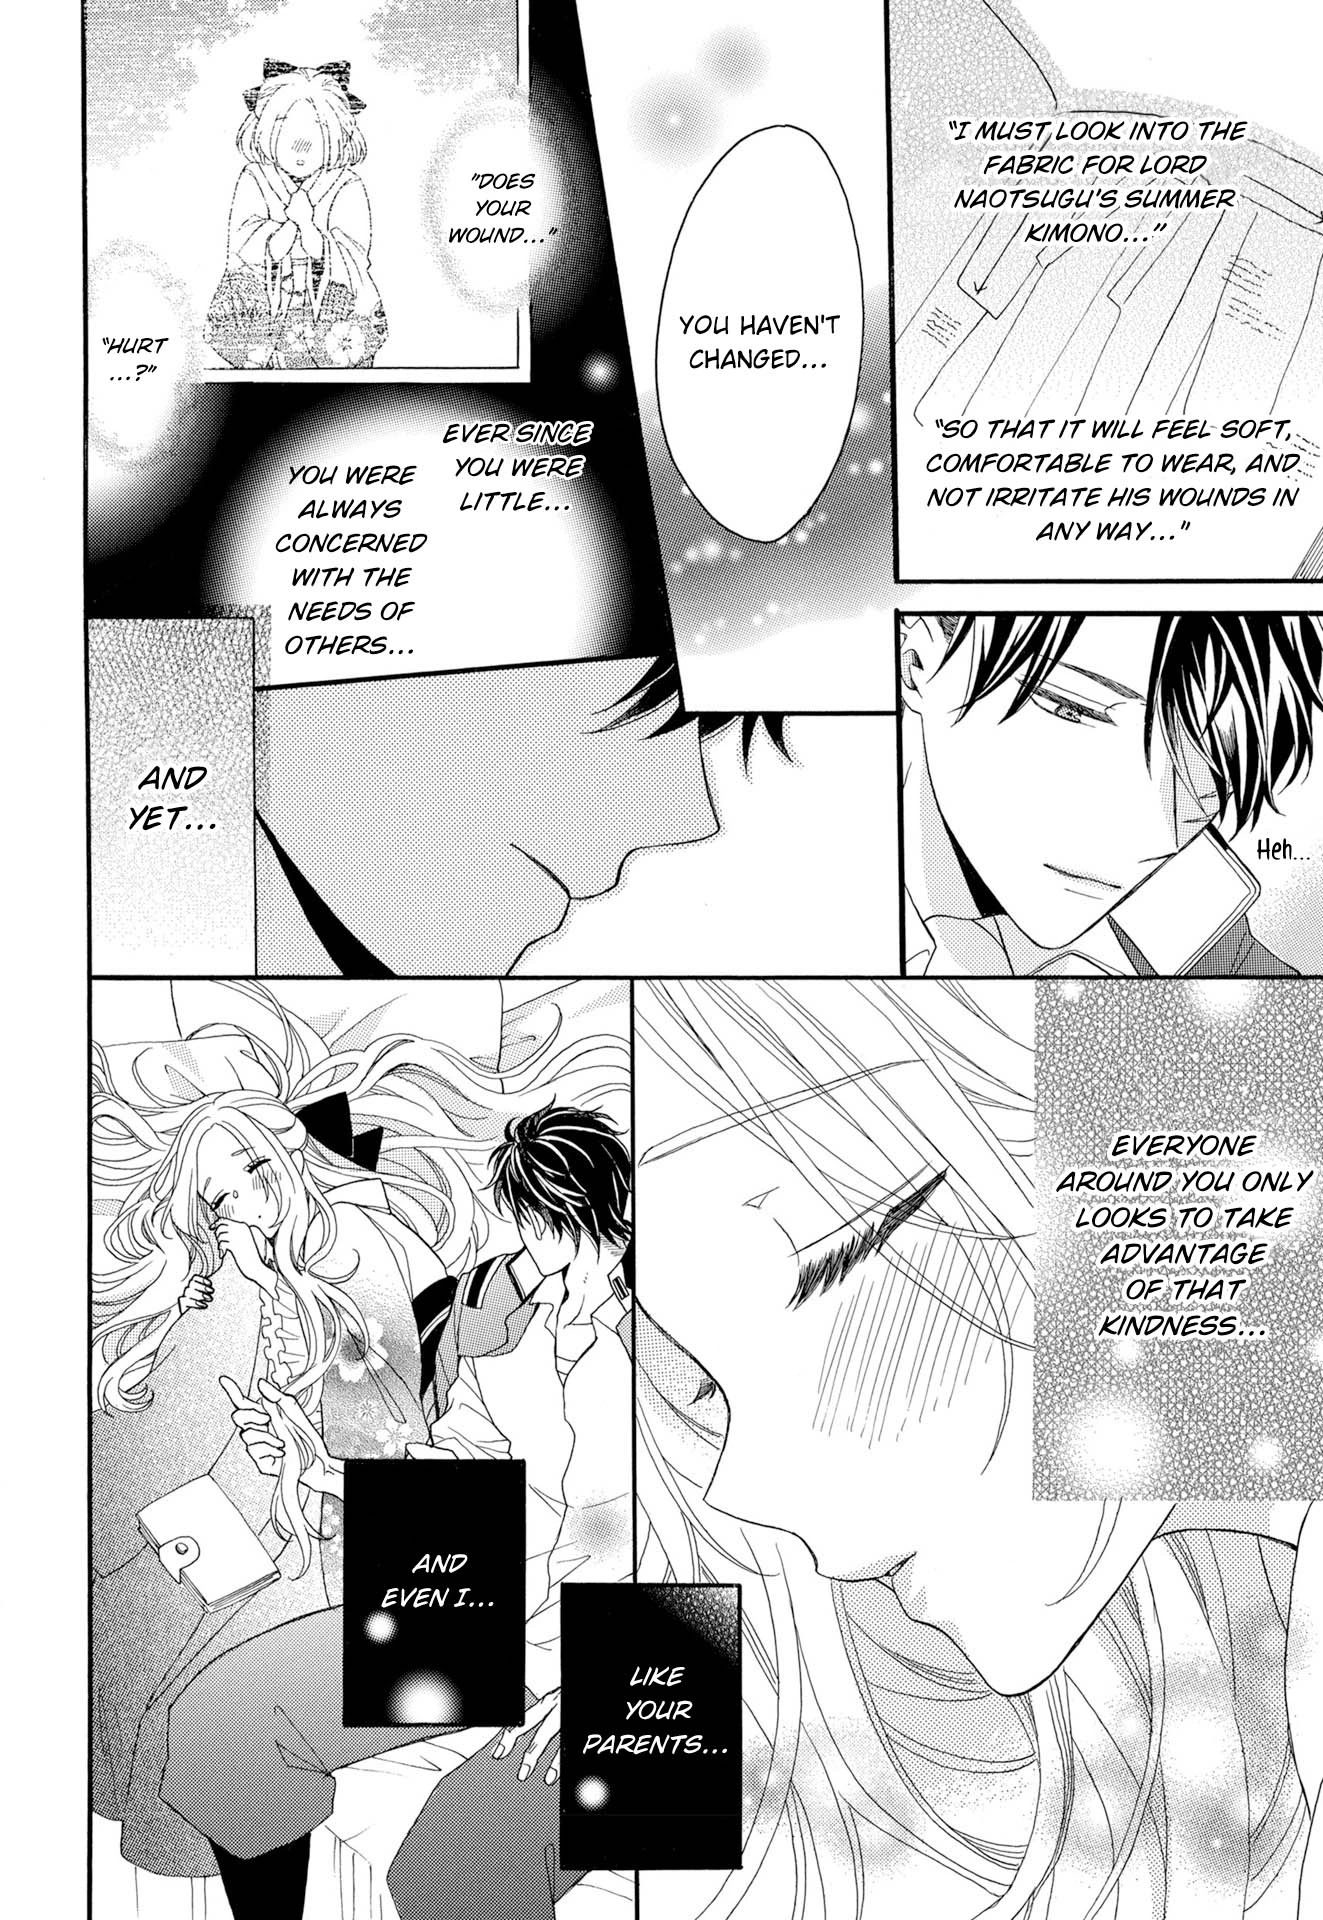 "I MUST LOOK INTO THE
FABRIC FOR LORD
NAOTSUGU'S SUMMER
KIMONO..."
"SO THAT IT WILL FEEL SOFT,
COMFORTABLE TO WEAR, AND
NOT IRRITATE HIS WOUNDS IN
ANY WAY..."
Heh...
YOU HAVEN'T
CHANGED...
"DOES
YOUR
WOUND..."
"HURT
...?"
EVER SINCE
YOU WERE
LITTLE...
YOU WERE
ALWAYS
CONCERNED
WITH THE
NEEDS OF
OTHERS...
AND
YET...
EVERYONE
AROUND YOU ONLY
LOOKS TO TAKE
ADVANTAGE
OF THAT
KINDNESS...
LIKE
YOUR
PARENTS...
AND
EVEN I...